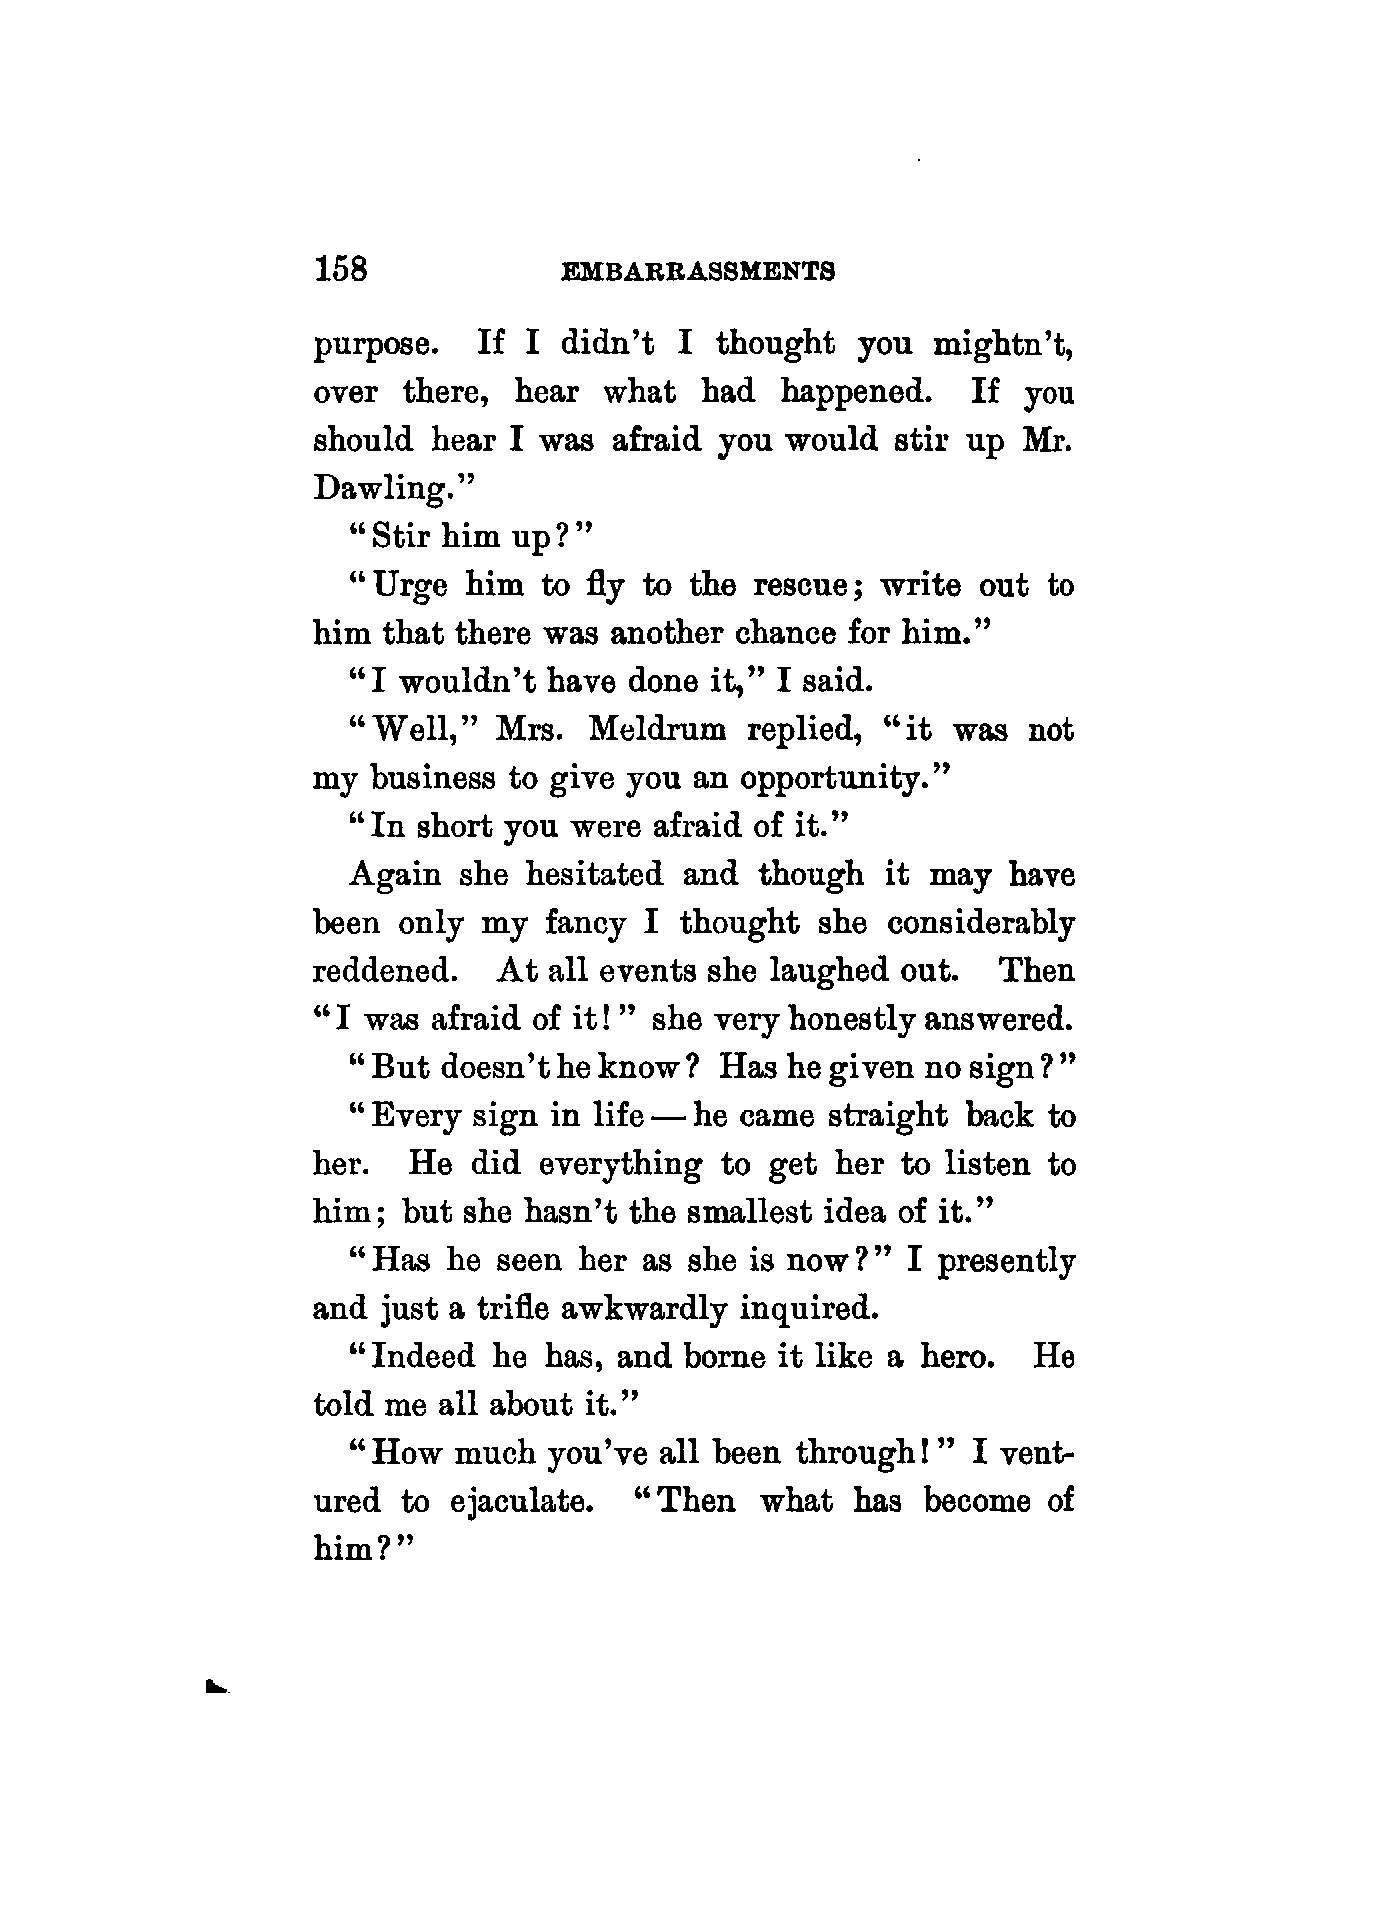 158 EMBARRASSMENTS
purpose. If I didn't I thought you mightn't,
over there, hear what had happened. If you
should hear I was afraid you would stir up Mr.
Dawling."
"Stir him up?"
"Urge him to fly to the rescue; write out to
him that there was another chance for him."
"I wouldn't have done it," I said.
"Well," Mrs. Meldrum replied, "it was not
my business to give you an opportunity."
"In short you were afraid of it."
Again she hesitated and though it may have
been only my fancy I thought she considerably
reddened. At all events she laughed out. Then
"I was afraid of it!" she very honestly answered.
"But doesn't he know? Has he given no sign?"
"Every sign in life — he came straight back to
her. He did everything to get her to listen to
him; but she hasn't the smallest idea of it."
"Has he seen her as she is now?" I presently
and just a trifle awkwardly inquired.
"Indeed he has, and borne it like a hero. He
told me all about it."
"How much you've all been through!" I vent-
ured to ejaculate. "Then what has become of
him?"